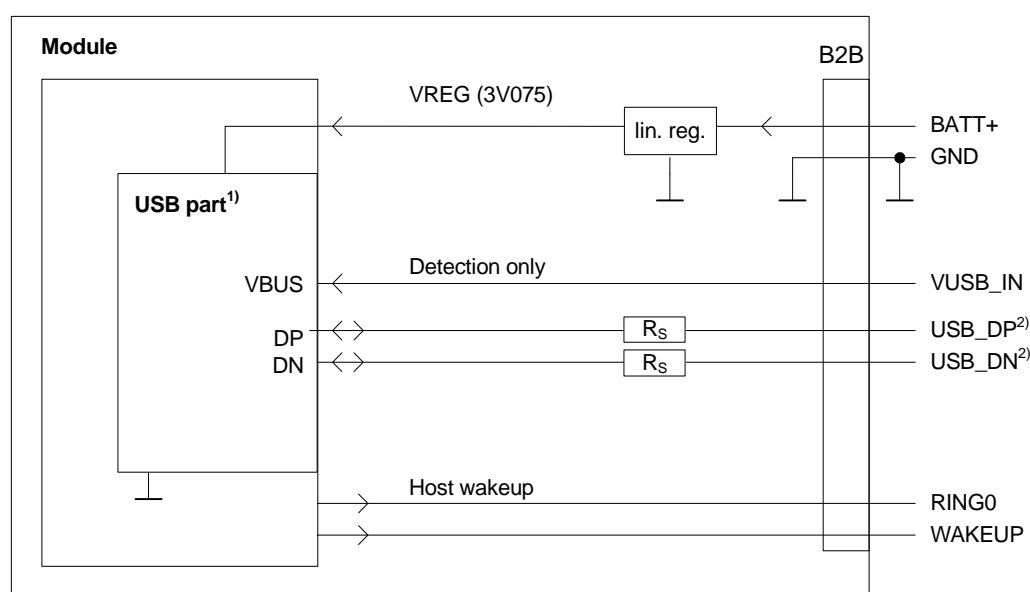 Module
B2B
VREG (3V075)
lin. reg.
BATT+
GND
USB part1)
Detection only
VBUS
VUSB_IN
DP
RS
USB_DP2)
DN
RS
USB_DN2)
Host wakeup
RING0
WAKEUP